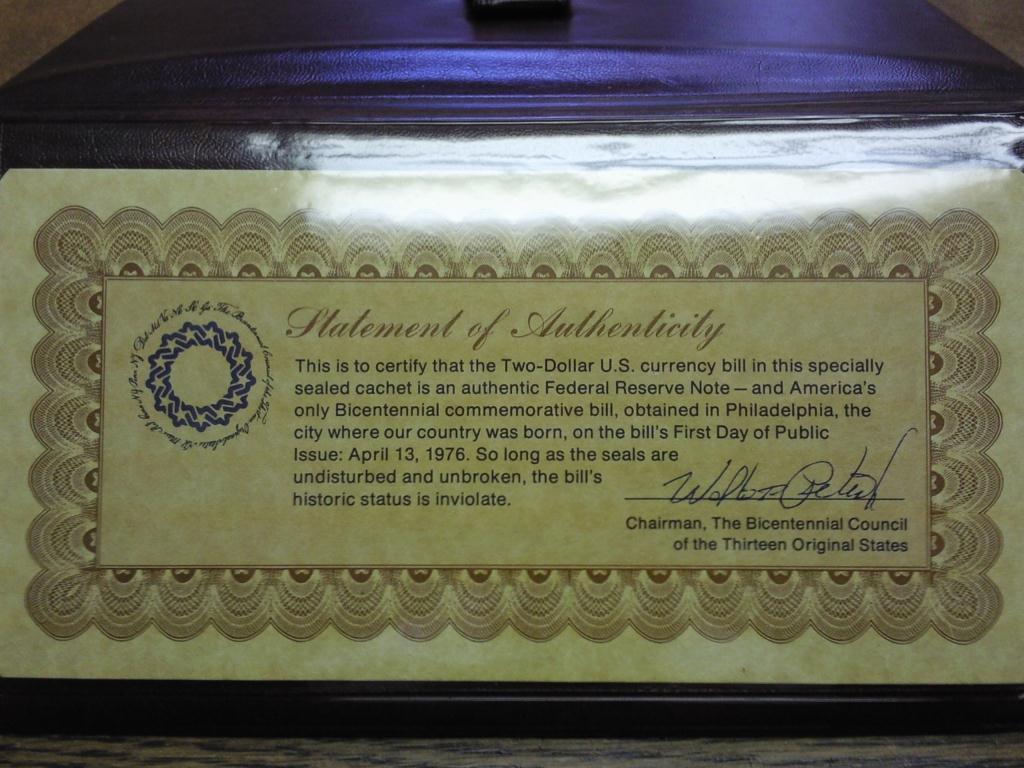 Statement of Authenticity
This is to certify that the Two-Dollar U.S. currency bill in this specially
sealed cachet is an authentic Federal Reserve Note — and America's
only Bicentennial commemorative bill, obtained in Philadelphia, the
city where our country was born, on the bill's First Day of Public
Issue: April 13, 1976. So long as the seals are
undisturbed and unbroken, the bill's
historic status is inviolate.
Chairman, The Bicentennial Council
of the Thirteen Original States